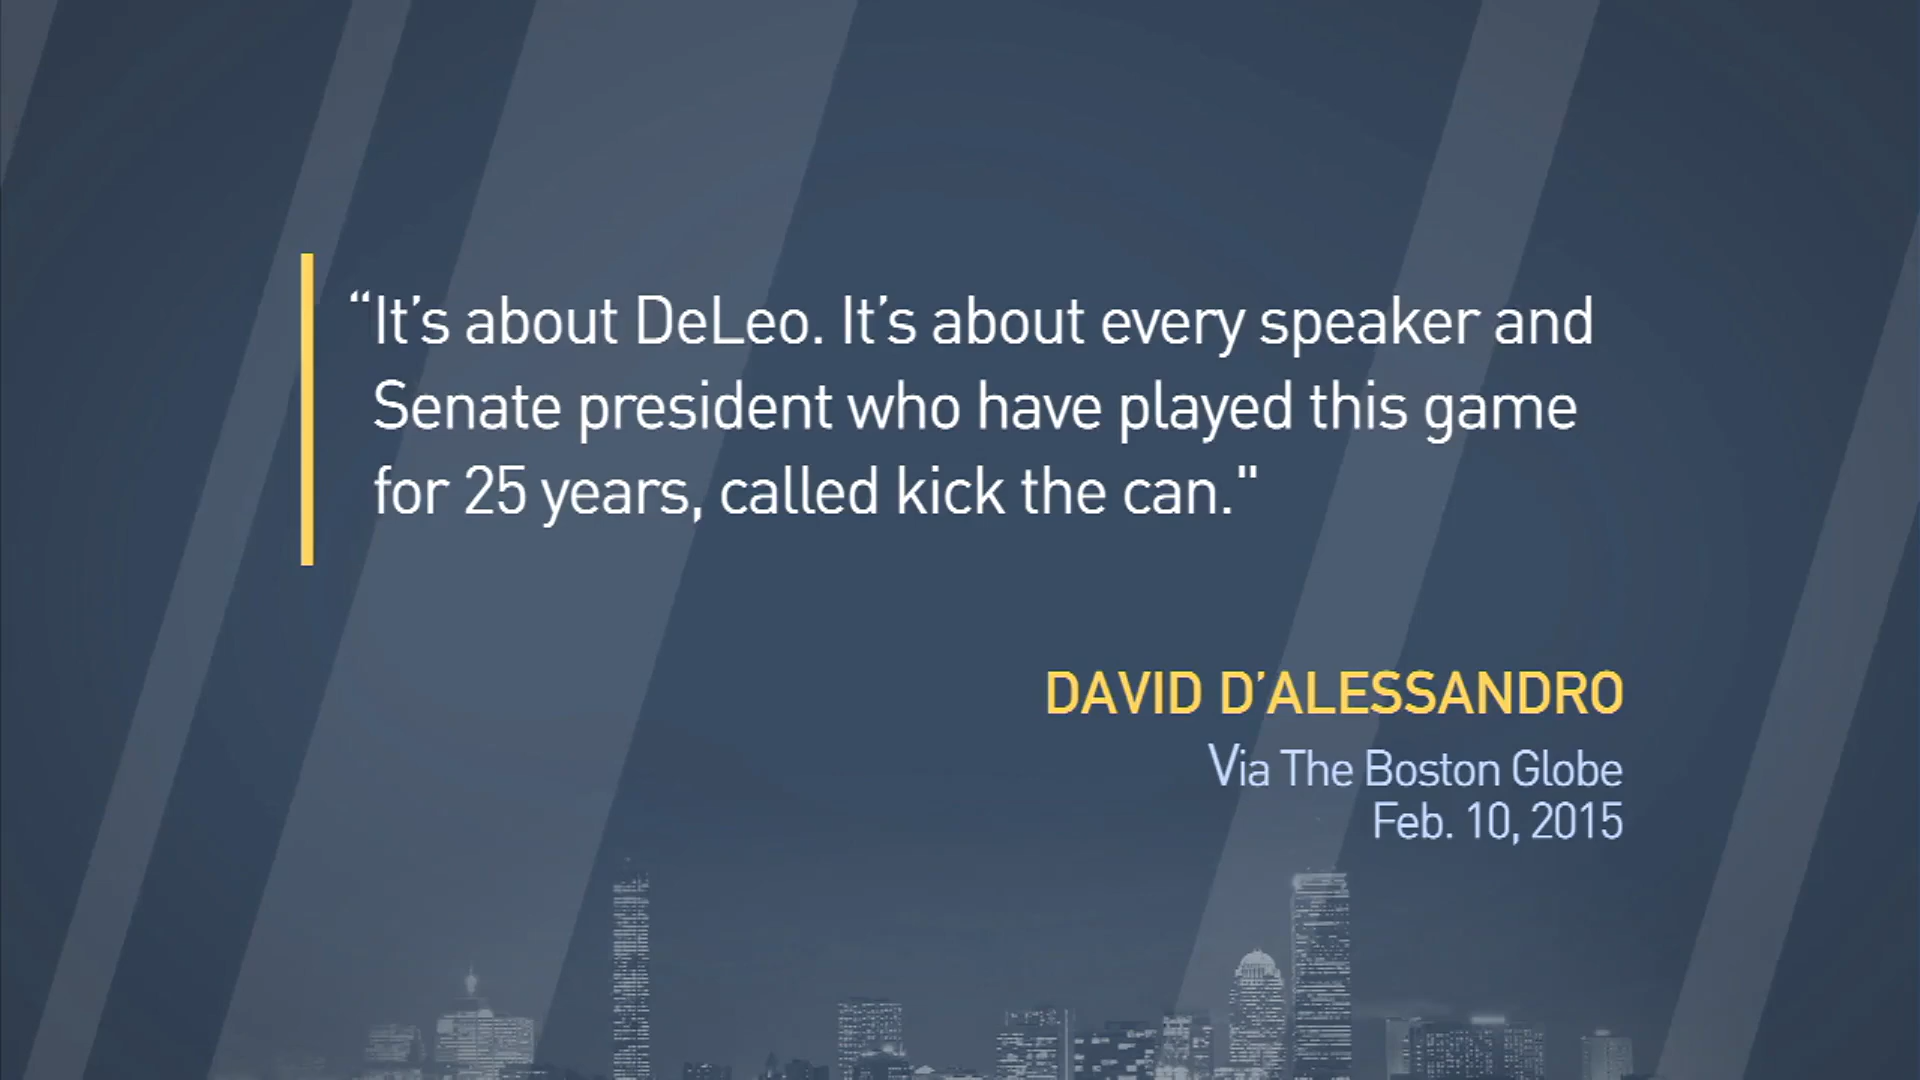 “It’s about DeLeo. It’s about every speaker and
Senate president who have played this game
for 25 years, called kick the can."
DAVID D’ALESSANDRO
Via The Boston Globe
Feb. 10, 2015